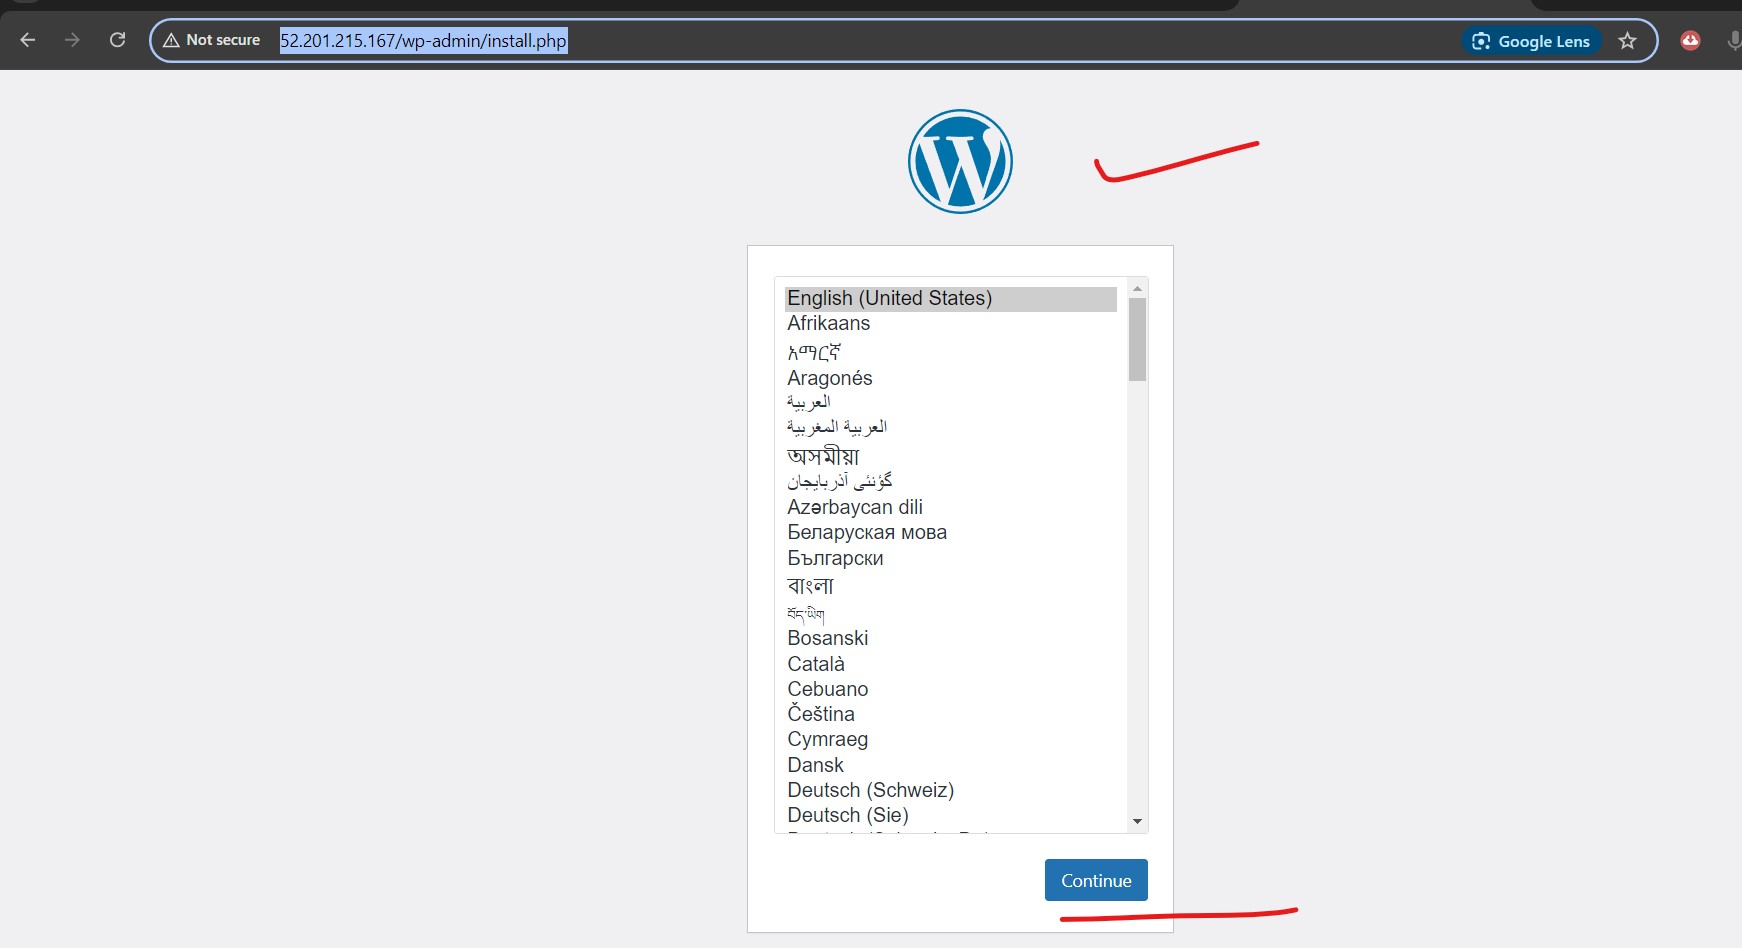 Not secure 52.201.215.167/wp-admin/install.php Google Lens
English (United States)
Afrikaans
አማርኛ
Aragonés
العربية
العربية المغربية
অসমীয়া
گؤنئی آذربایجان
Azərbaycan dili
Беларуская мова
Български
বাংলা
བོད་ཡིག
Bosanski
Català
Cebuano
Čeština
Cymraeg
Dansk
Deutsch (Schweiz)
Deutsch (Sie)
Continue